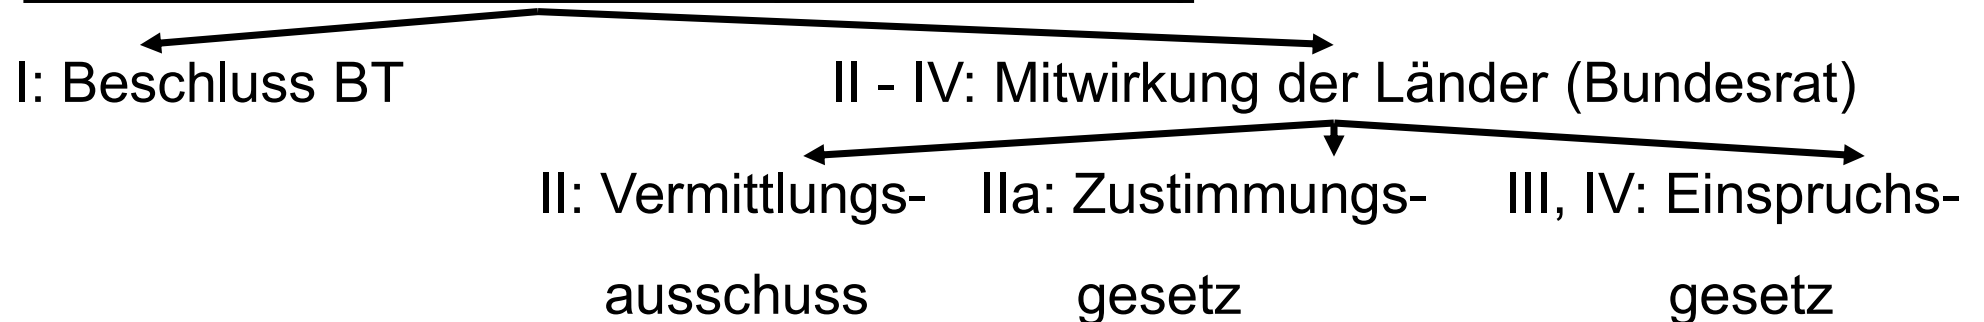 I: Beschluss BT
II - IV: Mitwirkung der Länder (Bundesrat)
II: Vermittlungs-
ausschuss
IIa: Zustimmungs-
gesetz
III, IV: Einspruchs-
gesetz